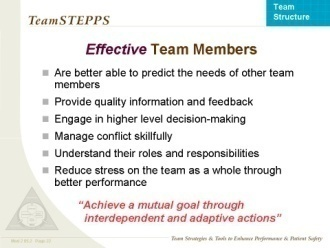 Team
Structure
TeamSTEPPS
Effective Team Members
Are better able to predict the needs of other team
members
Provide quality information and feedback
Engage in higher level decision-making
Manage conflict skillfully
Understand their roles and responsibilities
Reduce stress on the team as a whole through
better performance
“Achieve a mutual goal through
interdependent and adaptive actions”
Team Strategies & Tools to Enhance Performance & Patient Safety